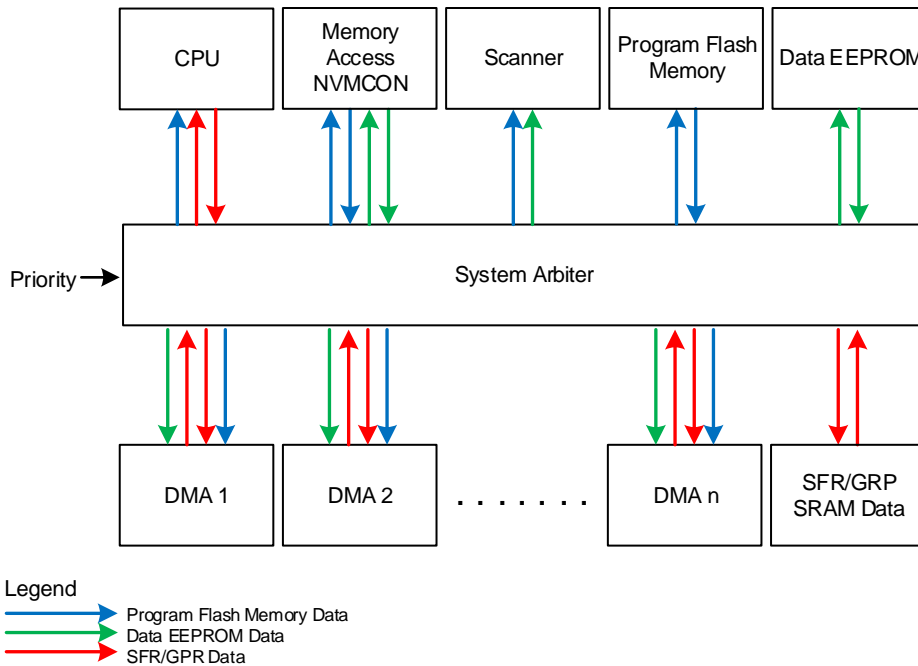 CPU
Memory
Access
NVMCON
Scanner
Program Flash
Memory
Data EEPROM
Priority
System Arbiter
DMA 1
DMA 2
. . . . . . .
DMA n
SFR/GRP
SRAM Data
Legend
Program Flash Memory Data
Data EEPROM Data
SFR/GPR Data